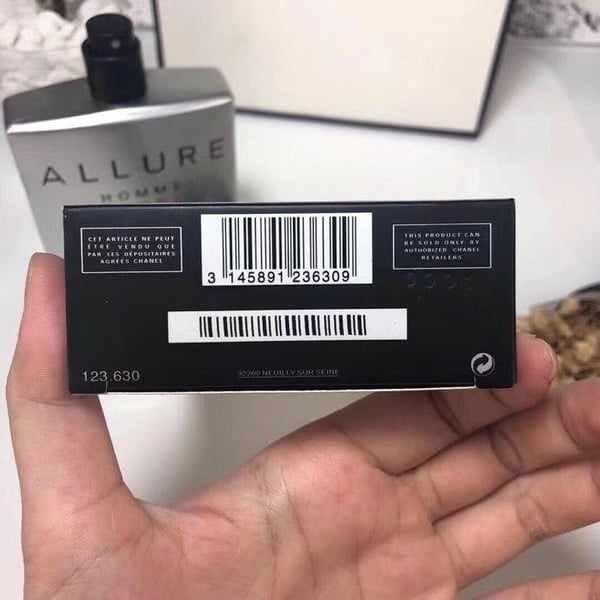 ALLURE
HOMME
CET ARTICLE NE PEUT
ÊTRE VENDU QUE
PAR LES DÉPOSITAIRES
AGRÉÉS CHANEL
3 145891 236309
THIS PRODUCT CAN
BE SOLD ONLY BY
AUTHORIZED CHANEL
RETAILERS
123.630
92200 NEUILLY SUR SEINE